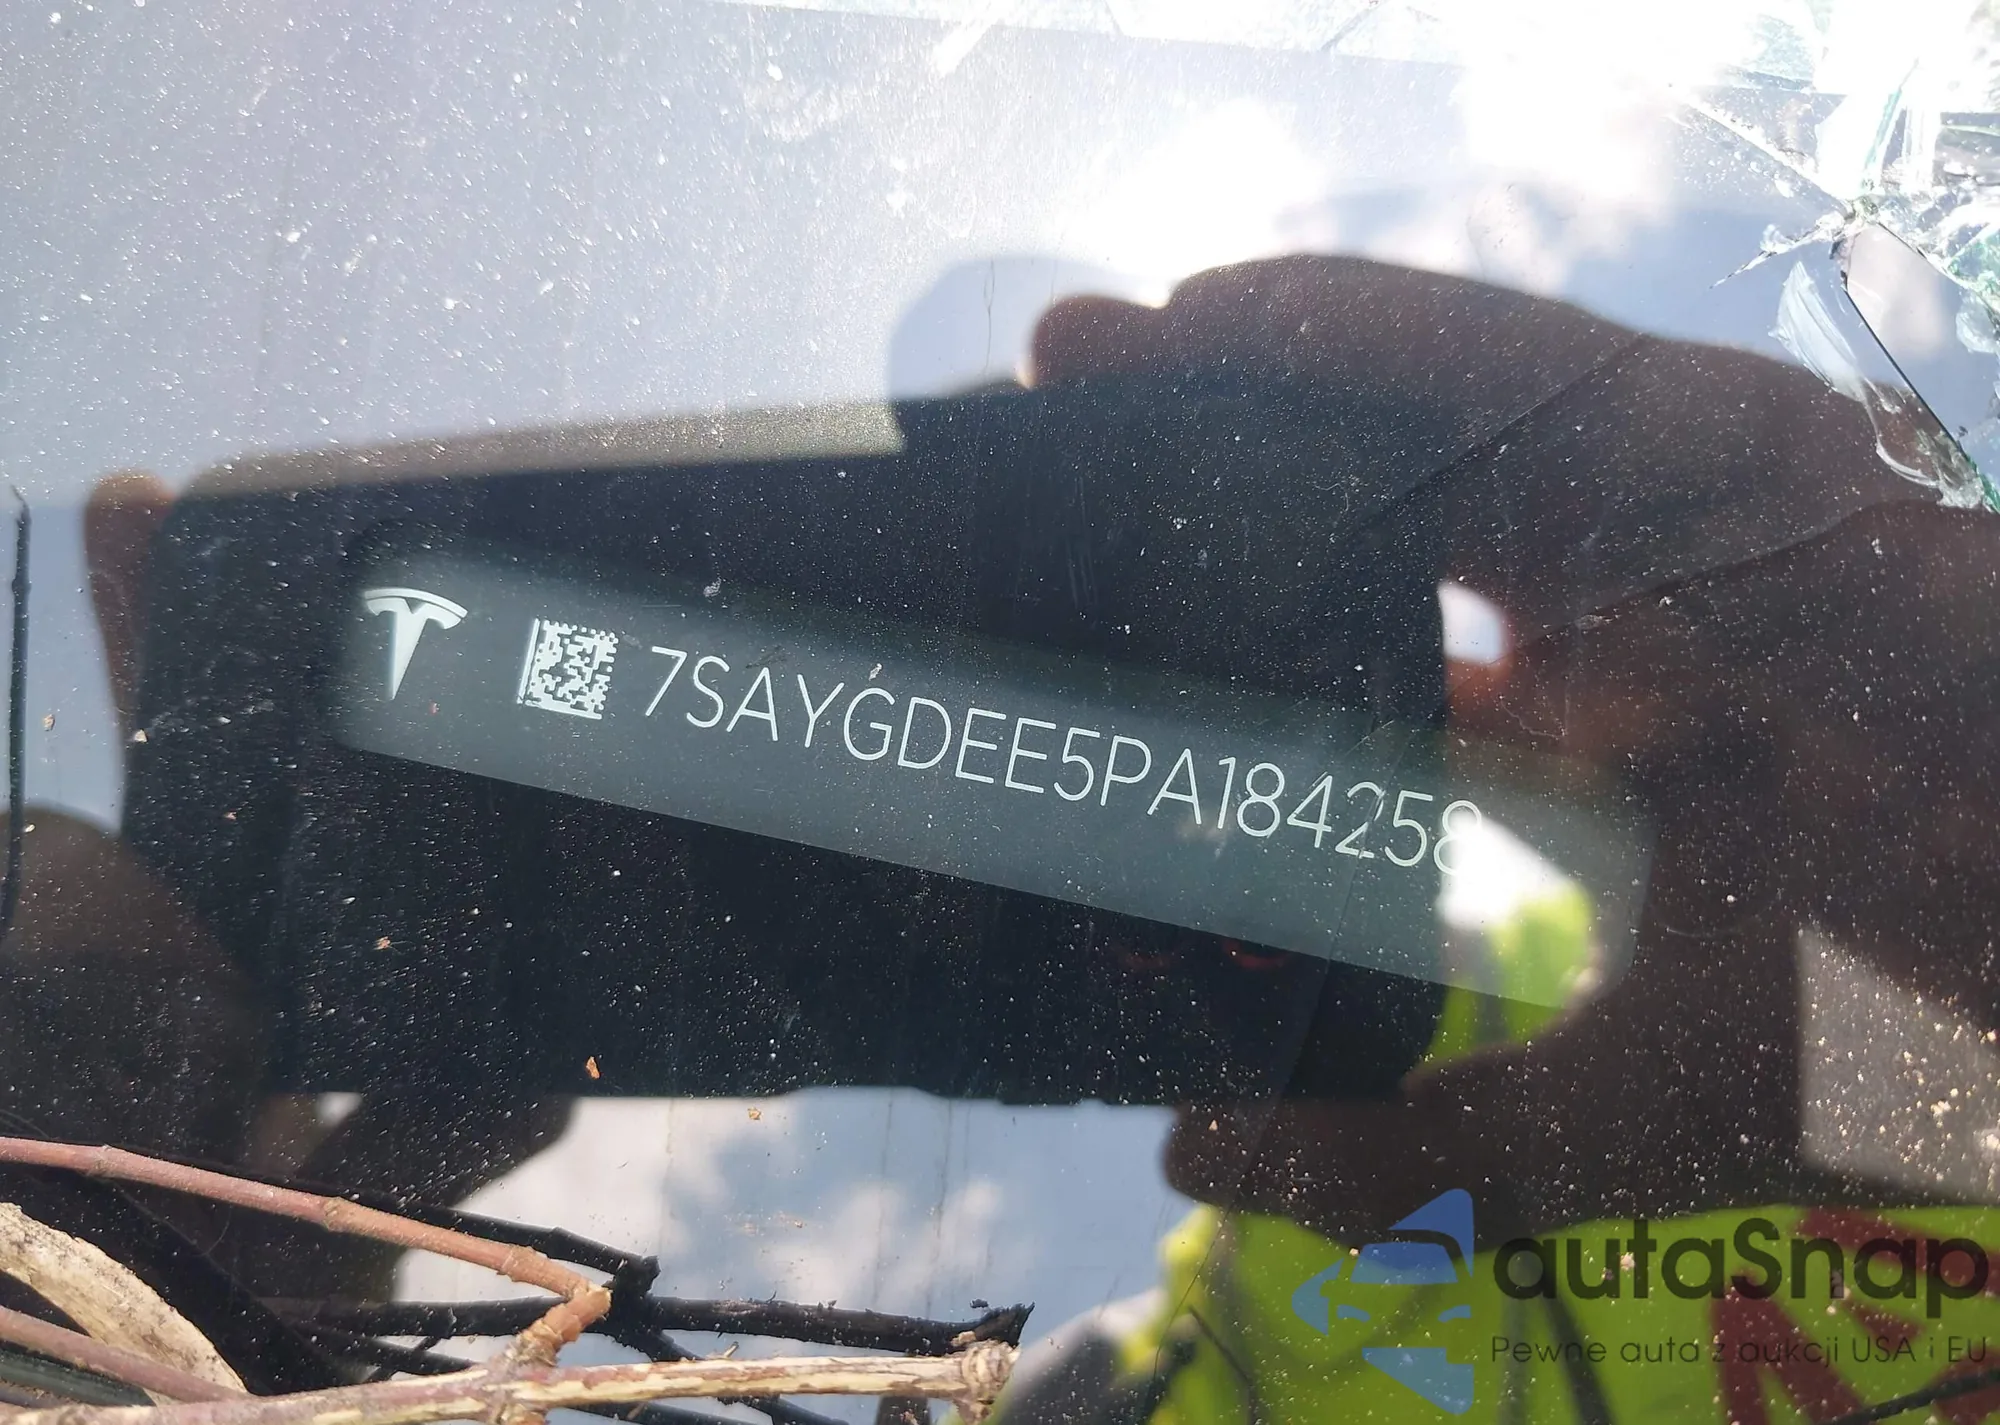 7SAYGDEE5PA184258
autaSnap
Pewne auta z aukcji USA i EU